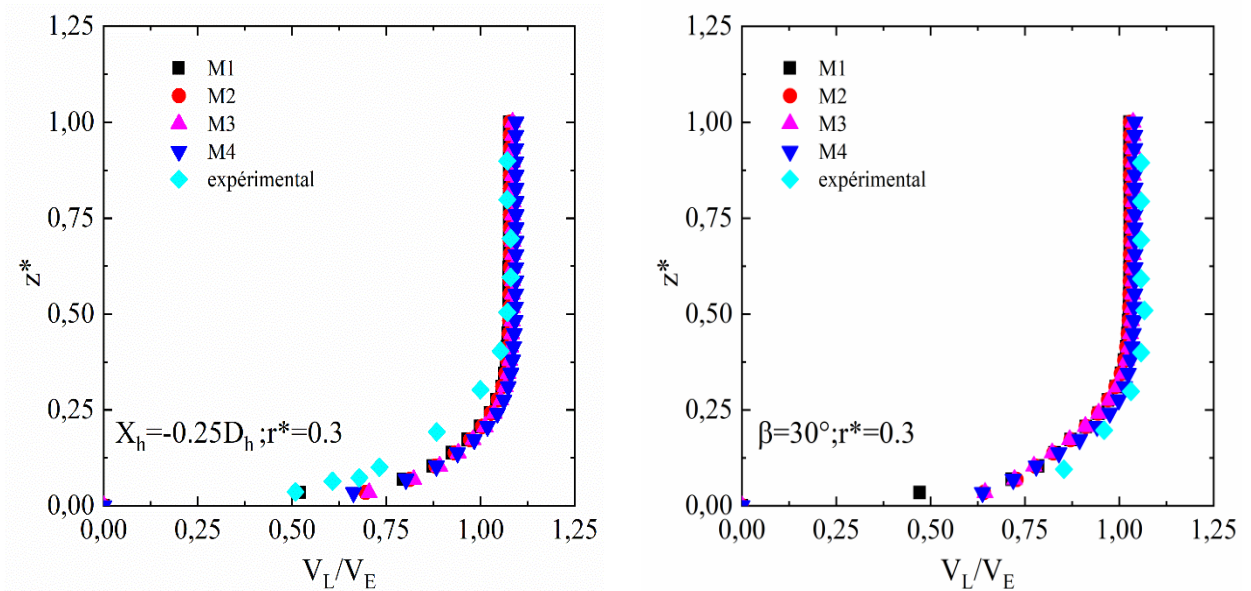 1,25
1,00
0,75
0,50
0,25
0,00
z*
M1
M2
M3
M4
expérimental
X_h=-0.25D_h ;r*=0.3
0,00 0,25 0,50 0,75 1,00 1,25
V_L/V_E
1,25
1,00
0,75
0,50
0,25
0,00
z*
M1
M2
M3
M4
expérimental
β=30°;r*=0.3
0,00 0,25 0,50 0,75 1,00 1,25
V_L/V_E